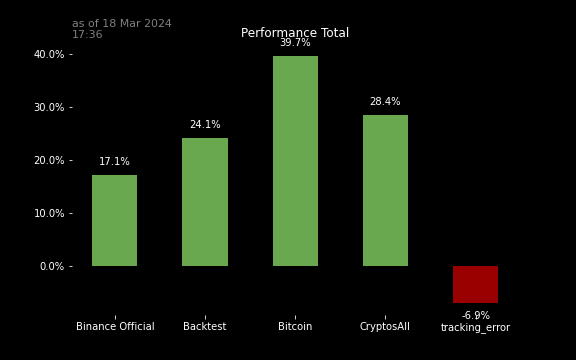 as of 18 Mar 2024
17:36
Performance Total
40.0%
30.0%
20.0%
10.0%
0.0%
17.1%
24.1%
39.7%
28.4%
-6.9%
Binance Official
Backtest
Bitcoin
CryptosAll
tracking_error